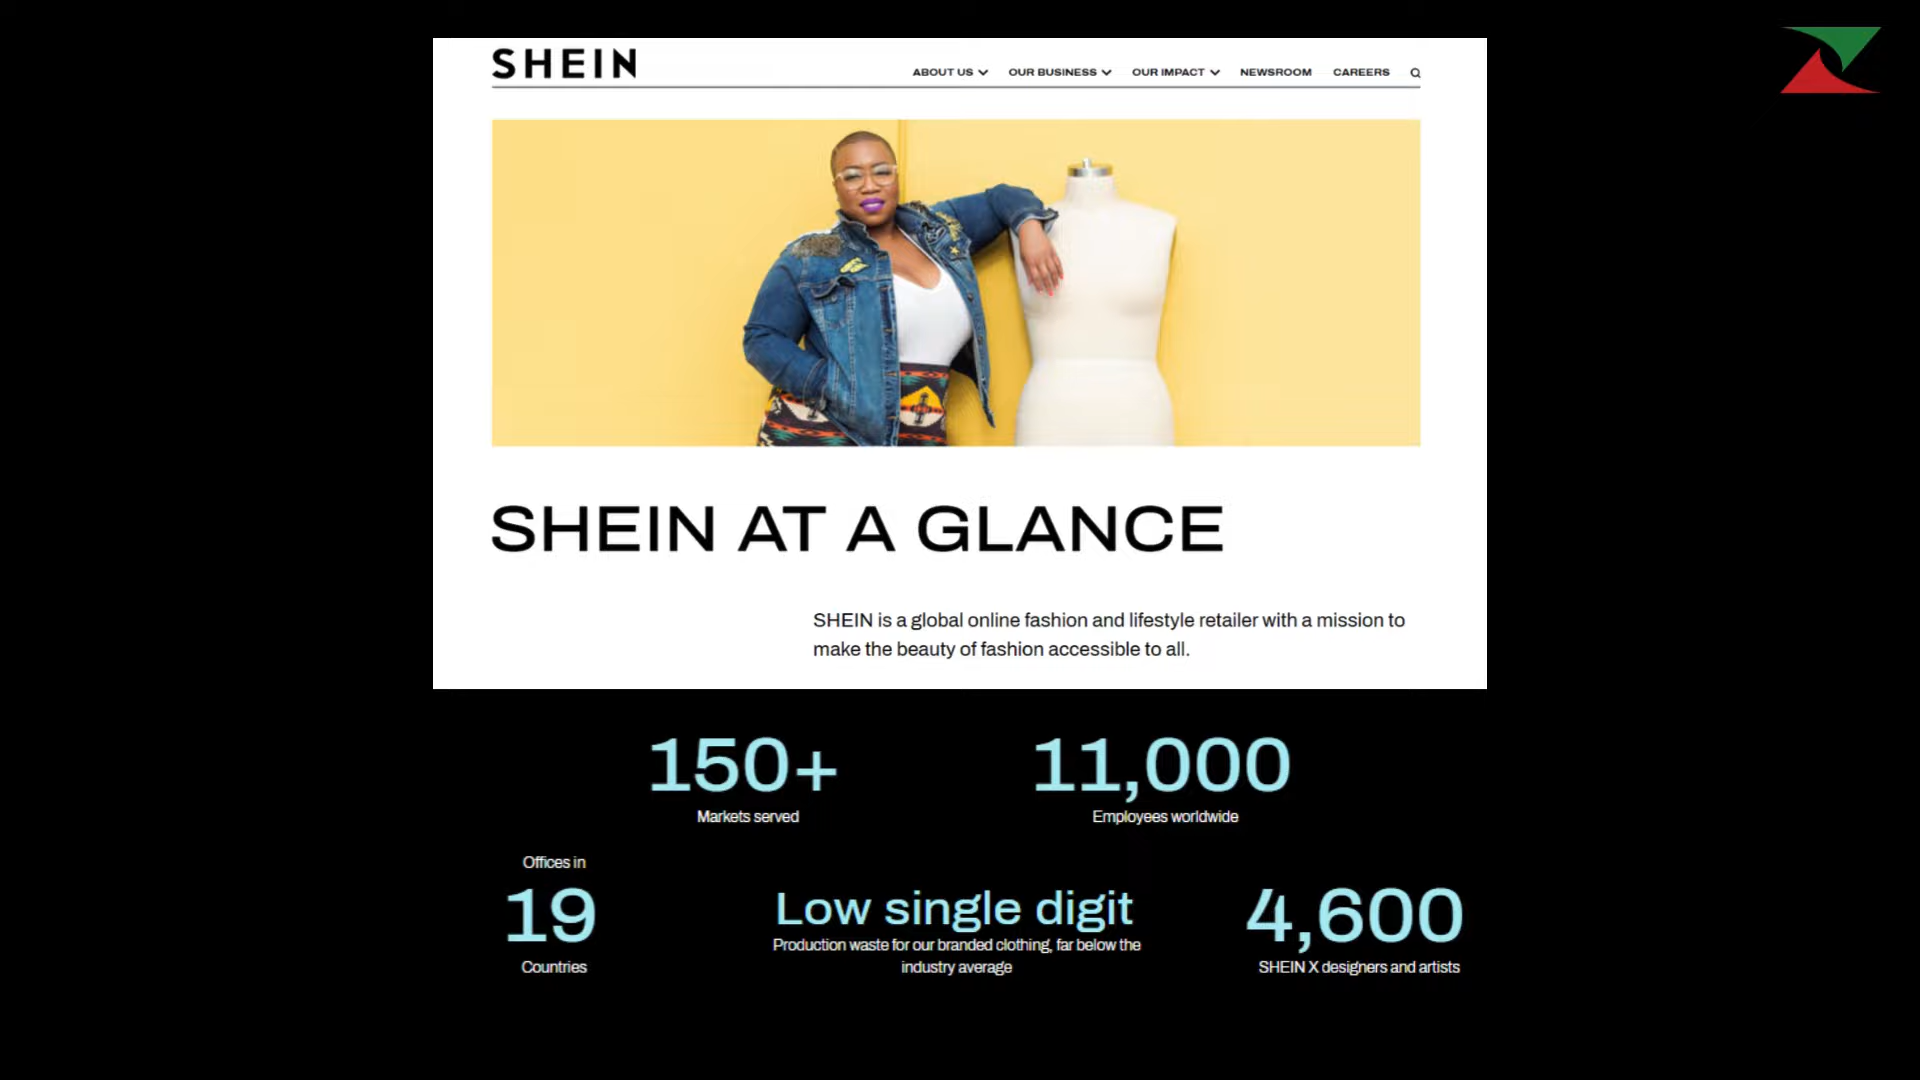 SHEIN
ABOUT US
OUR BUSINESS
OUR IMPACT
NEWSROOM
CAREERS
SHEIN AT A GLANCE
SHEIN is a global online fashion and lifestyle retailer with a mission to
make the beauty of fashion accessible to all.
150+
Markets served
11,000
Employees worldwide
Offices in
19
Countries
Low single digit
Production waste for our branded clothing, far below the
industry average
4,600
SHEIN X designers and artists